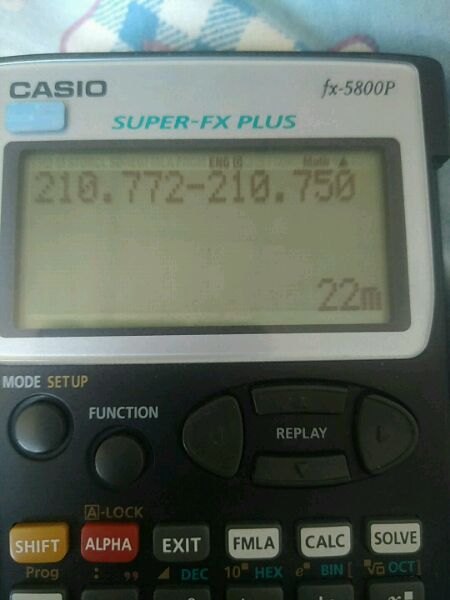 CASIO
fx-5800P
SUPER-FX PLUS
ENG Math ▲
210.772-210.750
22m
MODE SETUP
FUNCTION
REPLAY
A-LOCK
SHIFT ALPHA EXIT FMLA CALC SOLVE
Prog : ,, ◢ DEC 10■ HEX e■ BIN [ ■√□ OCT ]